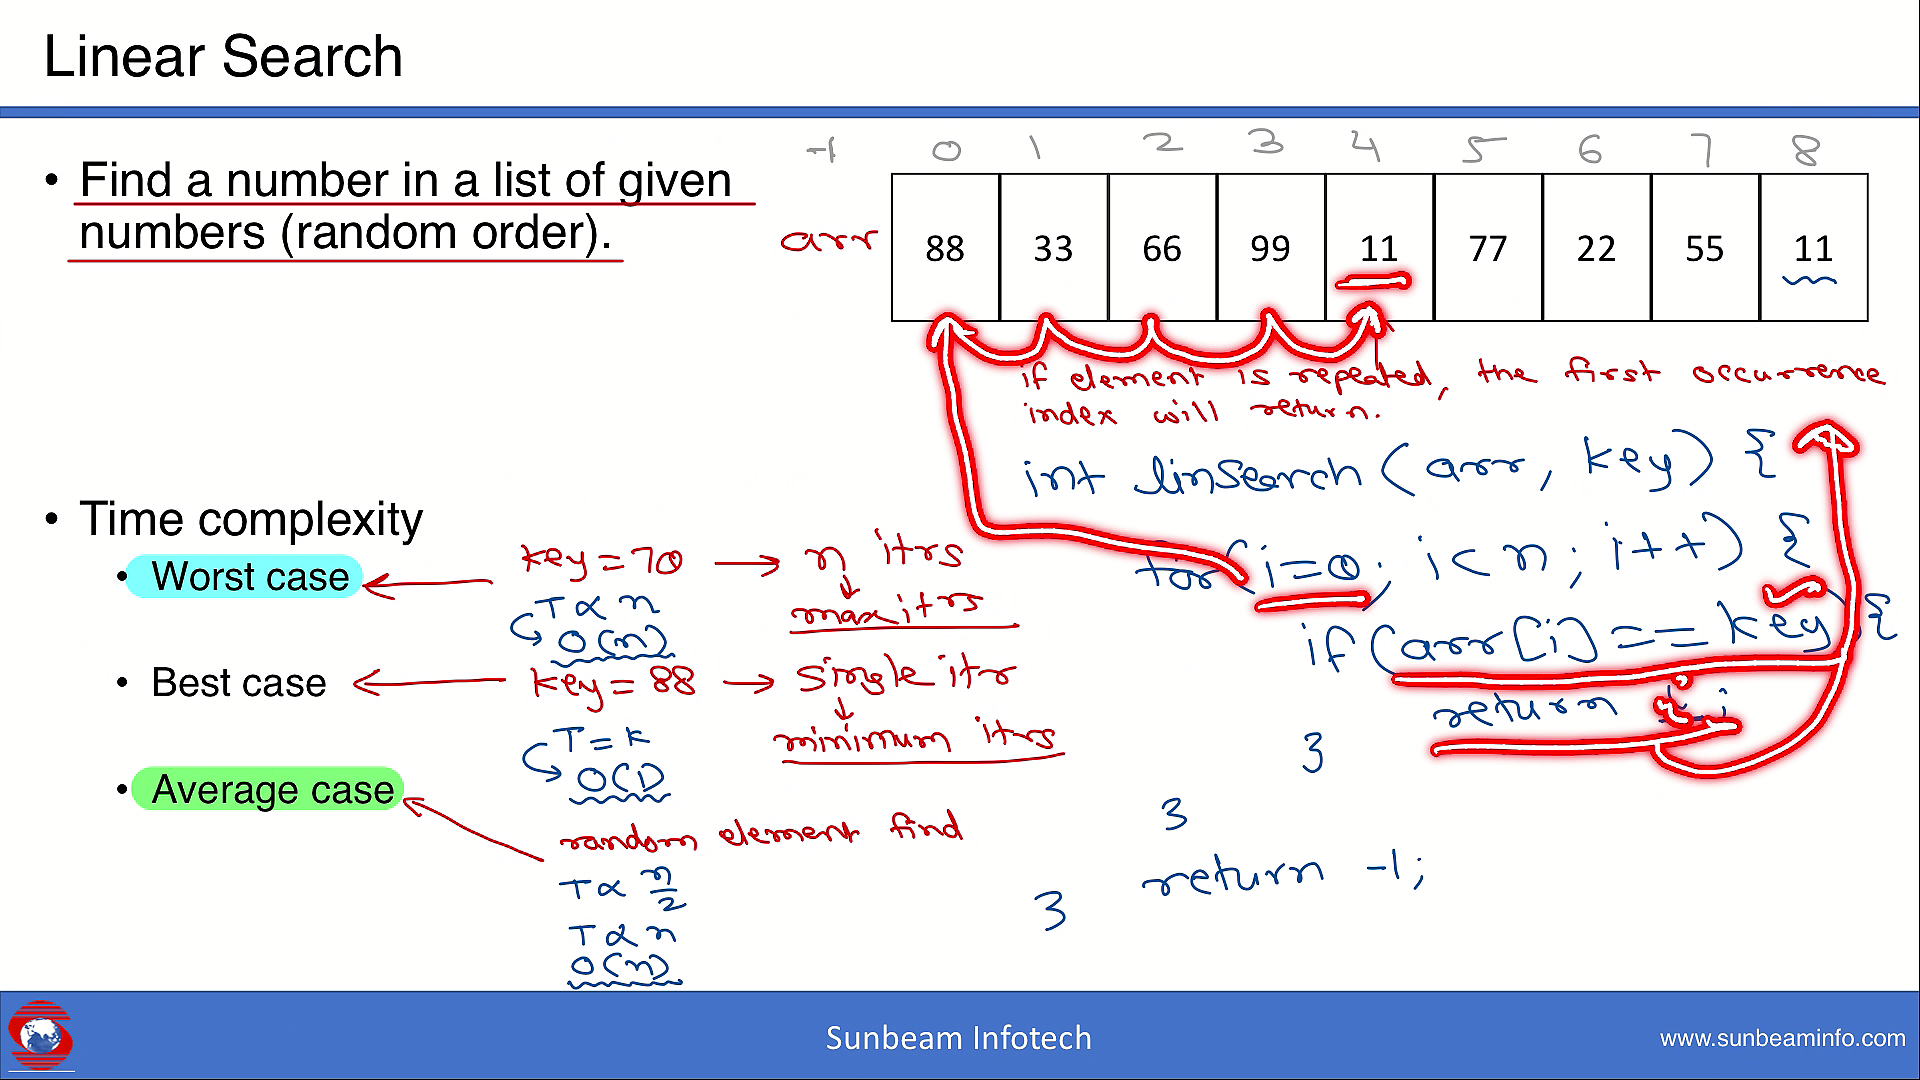 Linear Search
• Find a number in a list of given
numbers (random order).
-1 0 1 2 3 4 5 6 7 8
arr 88 33 66 99 11 77 22 55 11
if element is repeated, the first occurrence
index will return.
int linSearch (arr, key) {
for(i=0; i<n; i++) {
if (arr[i] == key) {
return i;
}
}
return -1;
}
• Time complexity
• Worst case
key = 70 → n itrs
max itrs
T ∝ n
O(n)
• Best case
key = 88 → single itr
minimum itrs
T = k
O(1)
• Average case
random element find
T ∝ n/2
T ∝ n
O(n)
Sunbeam Infotech
www.sunbeaminfo.com